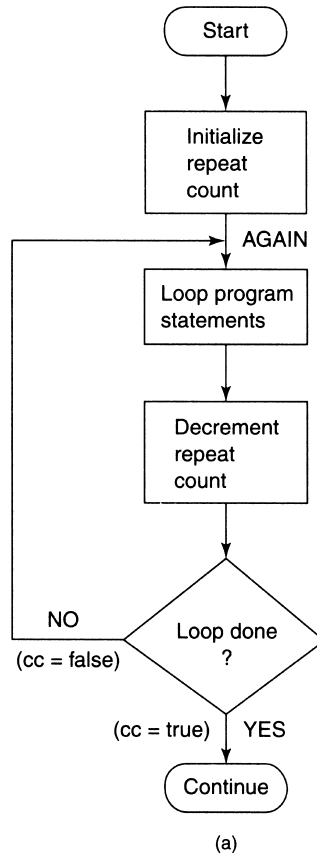 Start
Initialize
repeat
count
AGAIN
Loop program
statements
Decrement
repeat
count
NO
Loop done
?
(cc = false)
(cc = true)
YES
Continue
(a)